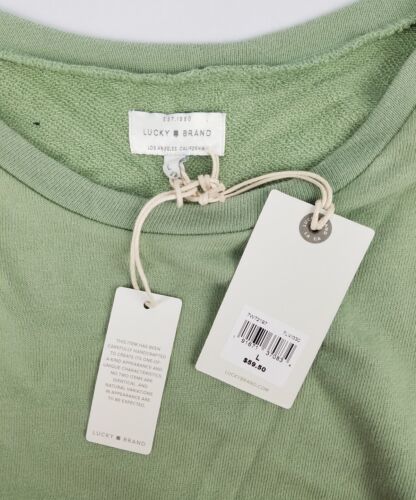 EST.1990
LUCKY BRAND
LOS ANGELES, CALIFORNIA
THIS ITEM HAS BEEN
CAREFULLY HANDCRAFTED
TO CREATE ITS ONE-OF-
A-KIND APPEARANCE AND
UNIQUE CHARACTERISTICS
NO TWO ITEMS ARE
IDENTICAL, AND
NATURAL VARIATIONS
IN APPEARANCE ARE
TO BE EXPECTED.
LUCKY BRAND
L
$59.50
LUCKYBRAND.COM